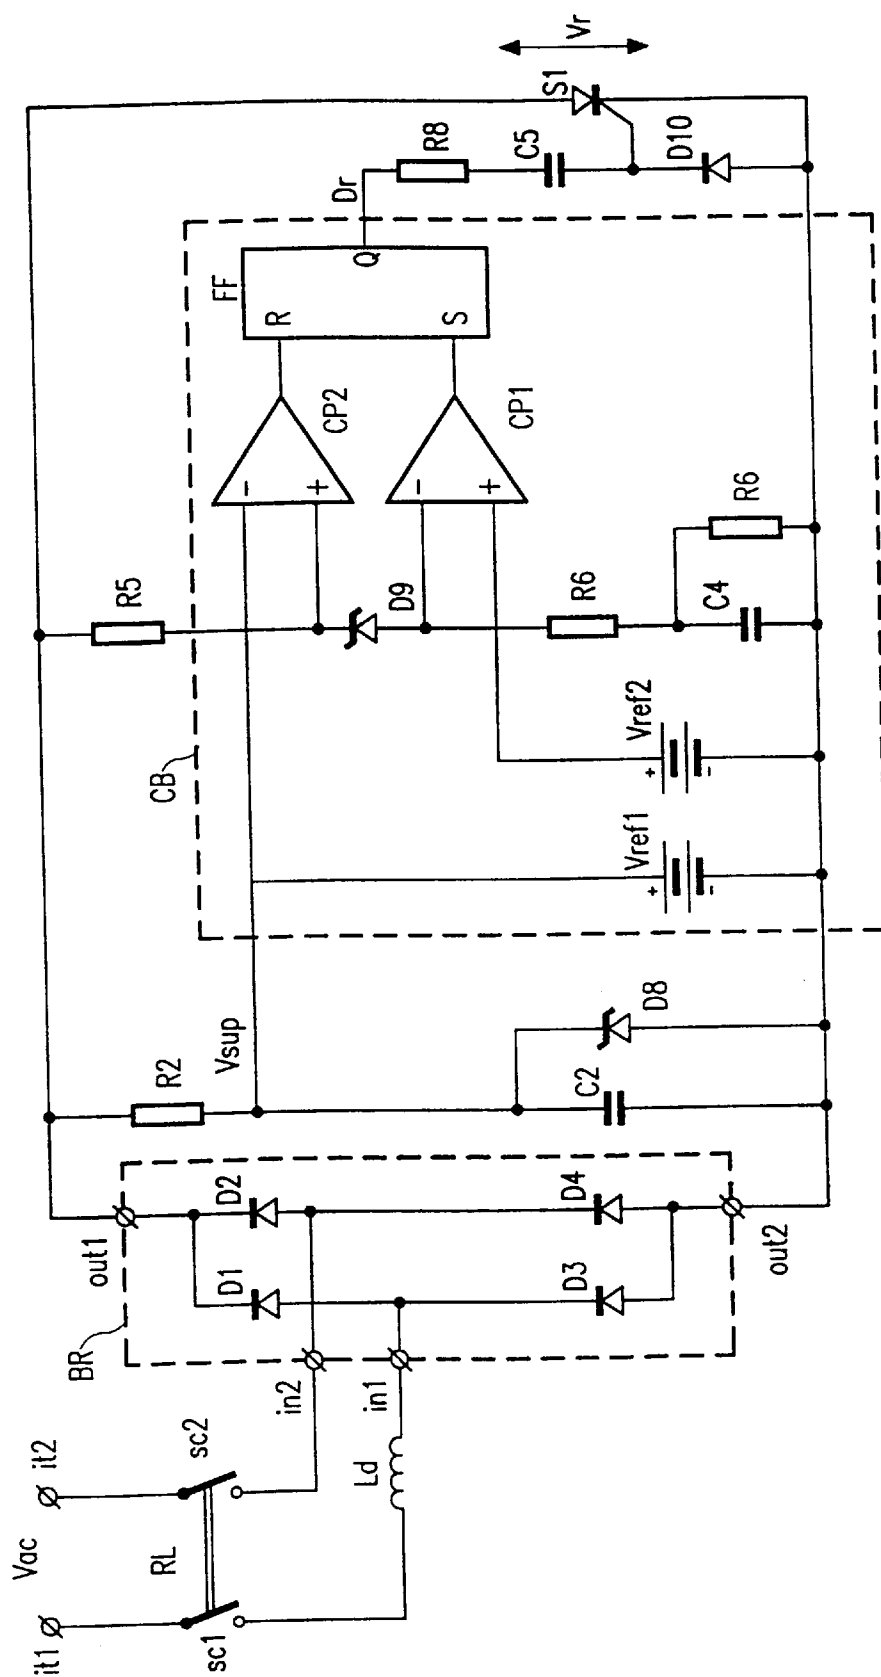 it1
Vac
it2
sc1
RL
sc2
Ld
in2
in1
BR
out1
D1
D2
D3
D4
out2
R2
Vsup
C2
D8
CB
Vref1
+
-
Vref2
+
-
R5
D9
R6
C4
R6
-
+
CP2
-
+
CP1
FF
R
S
Q
Dr
R8
C5
D10
S1
Vr